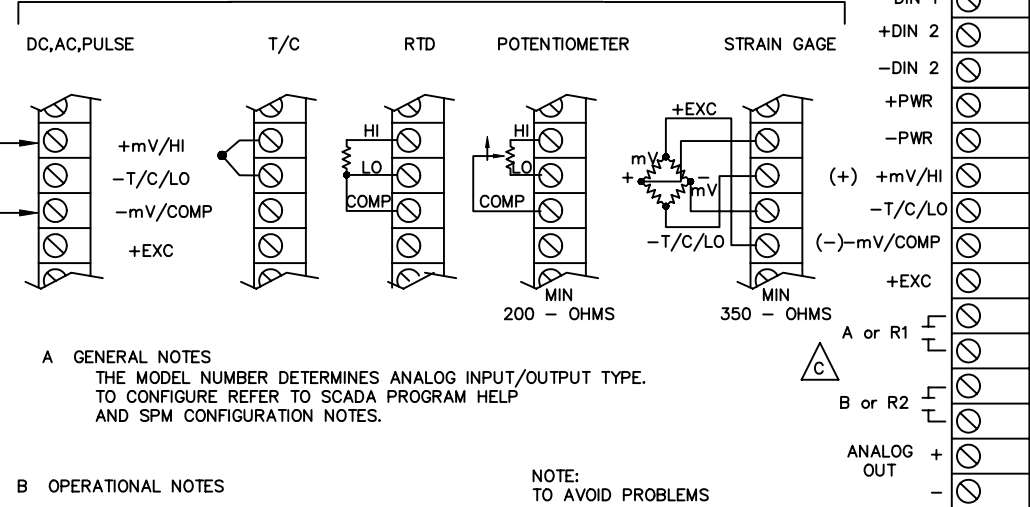 DC,AC,PULSE
T/C
RTD
POTENTIOMETER
STRAIN GAGE
+mV/HI
-T/C/LO
-mV/COMP
+EXC
HI
LO
COMP
HI
LO
COMP
MIN
200 - OHMS
+EXC
mV
+
-
mV
-T/C/LO
MIN
350 - OHMS
+DIN 2
-DIN 2
+PWR
-PWR
(+) +mV/HI
-T/C/LO
(-)-mV/COMP
+EXC
A or R1
C
B or R2
ANALOG +
OUT
-
A GENERAL NOTES
THE MODEL NUMBER DETERMINES ANALOG INPUT/OUTPUT TYPE.
TO CONFIGURE REFER TO SCADA PROGRAM HELP
AND SPM CONFIGURATION NOTES.
B OPERATIONAL NOTES
NOTE:
TO AVOID PROBLEMS